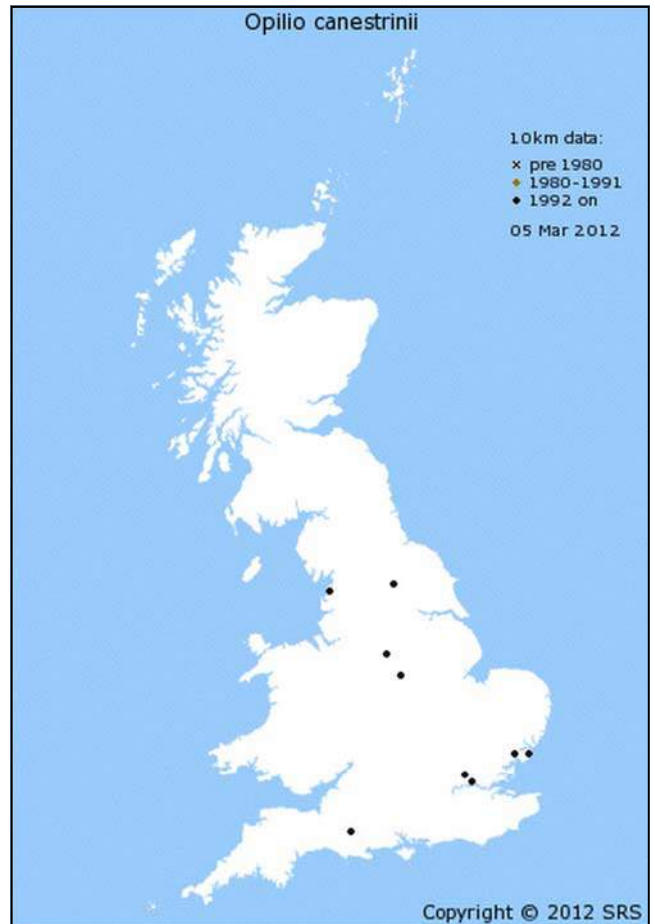 Opilio canestrinii
10km data:
× pre 1980
◆ 1980-1991
● 1992 on
05 Mar 2012
Copyright © 2012 SRS